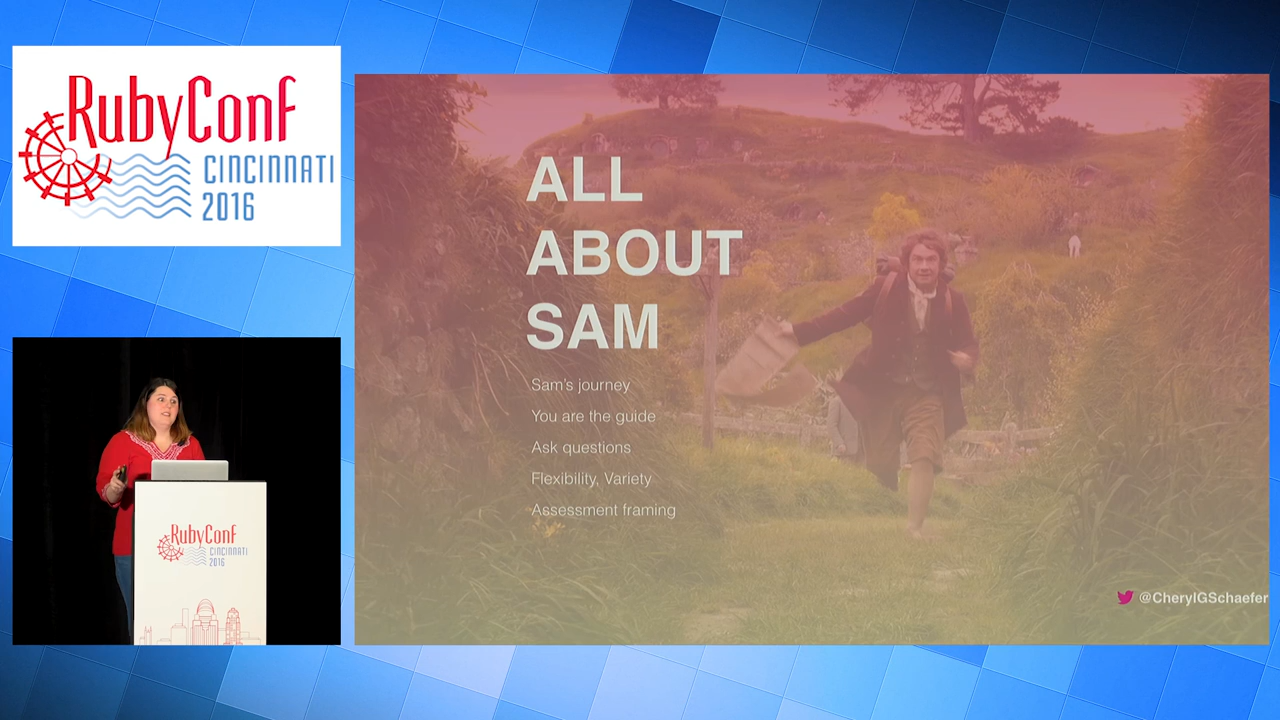 RubyConf
CINCINNATI
2016
ALL
ABOUT
SAM
Sam's journey
You are the guide
Ask questions
Flexibility, Variety
Assessment framing
@CherylGSchaefer
RubyConf
CINCINNATI
2016